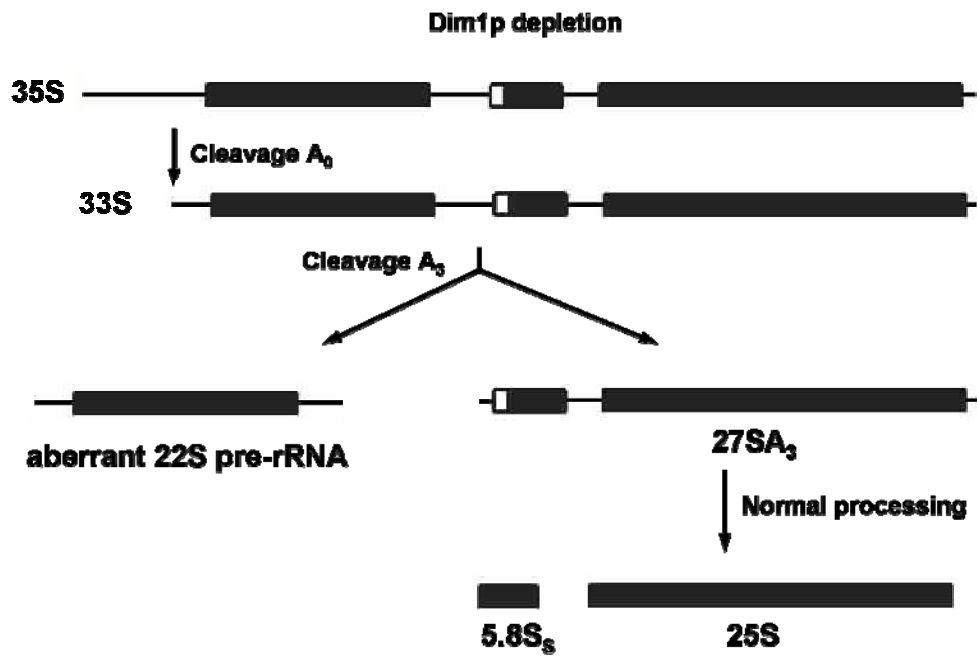 Dim1p depletion
35S
Cleavage A₀
33S
Cleavage A₃
aberrant 22S pre-rRNA
27SA₃
Normal processing
5.8Sₛ
25S